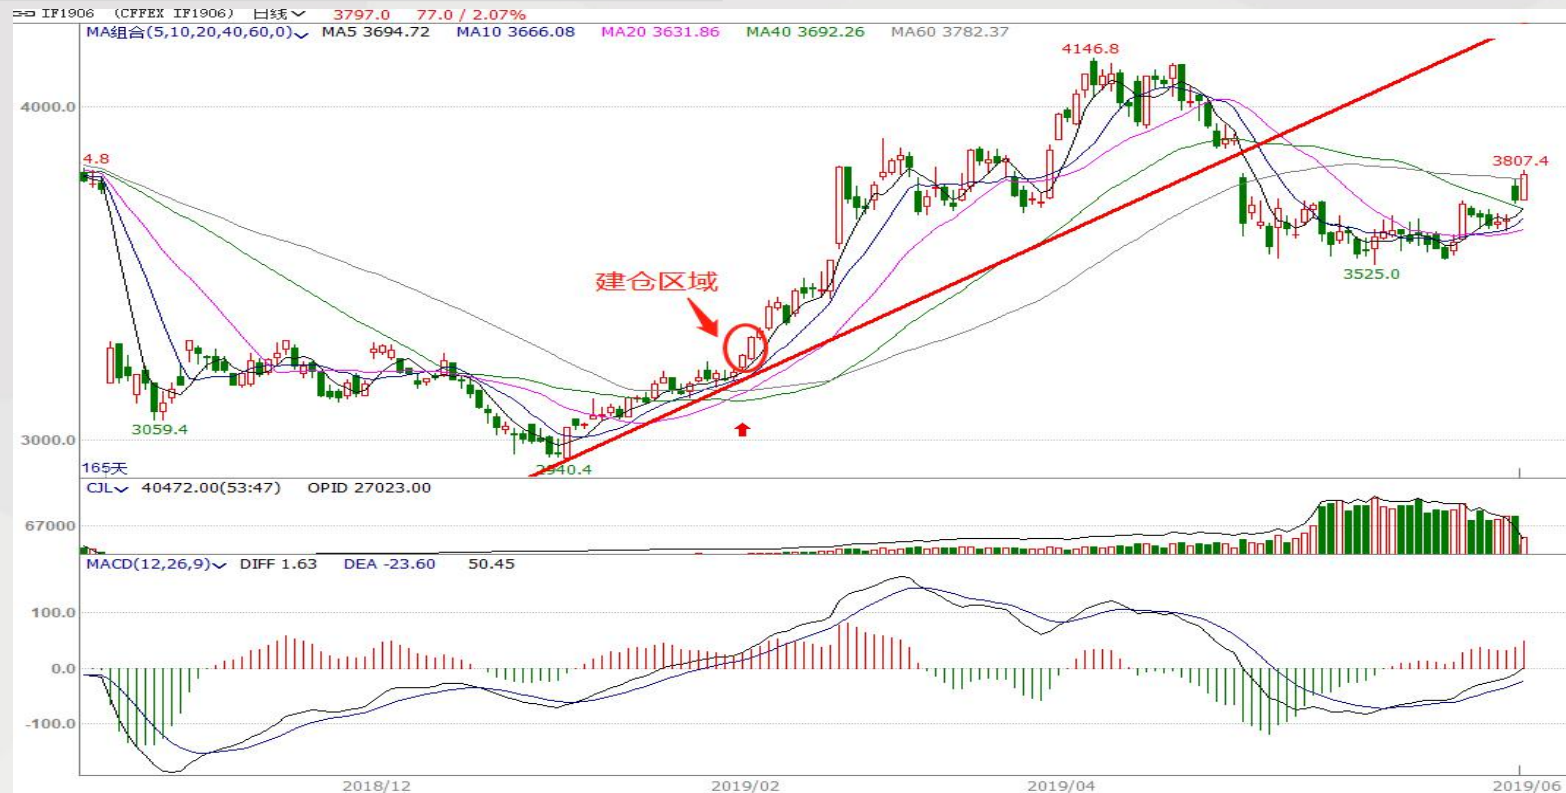 IF1906 (CFFEX IF1906) 日线 3797.0 77.0 / 2.07%
MA组合(5,10,20,40,60,0) MA5 3694.72 MA10 3666.08 MA20 3631.86 MA40 3692.26 MA60 3782.37
4146.8
4000.0
4.8
3807.4
建仓区域
3525.0
3059.4
3000.0
165天
2940.4
CJL 40472.00(53:47) OPID 27023.00
67000
MACD(12,26,9) DIFF 1.63 DEA -23.60 50.45
100.0
0.0
-100.0
2018/12 2019/02 2019/04 2019/06